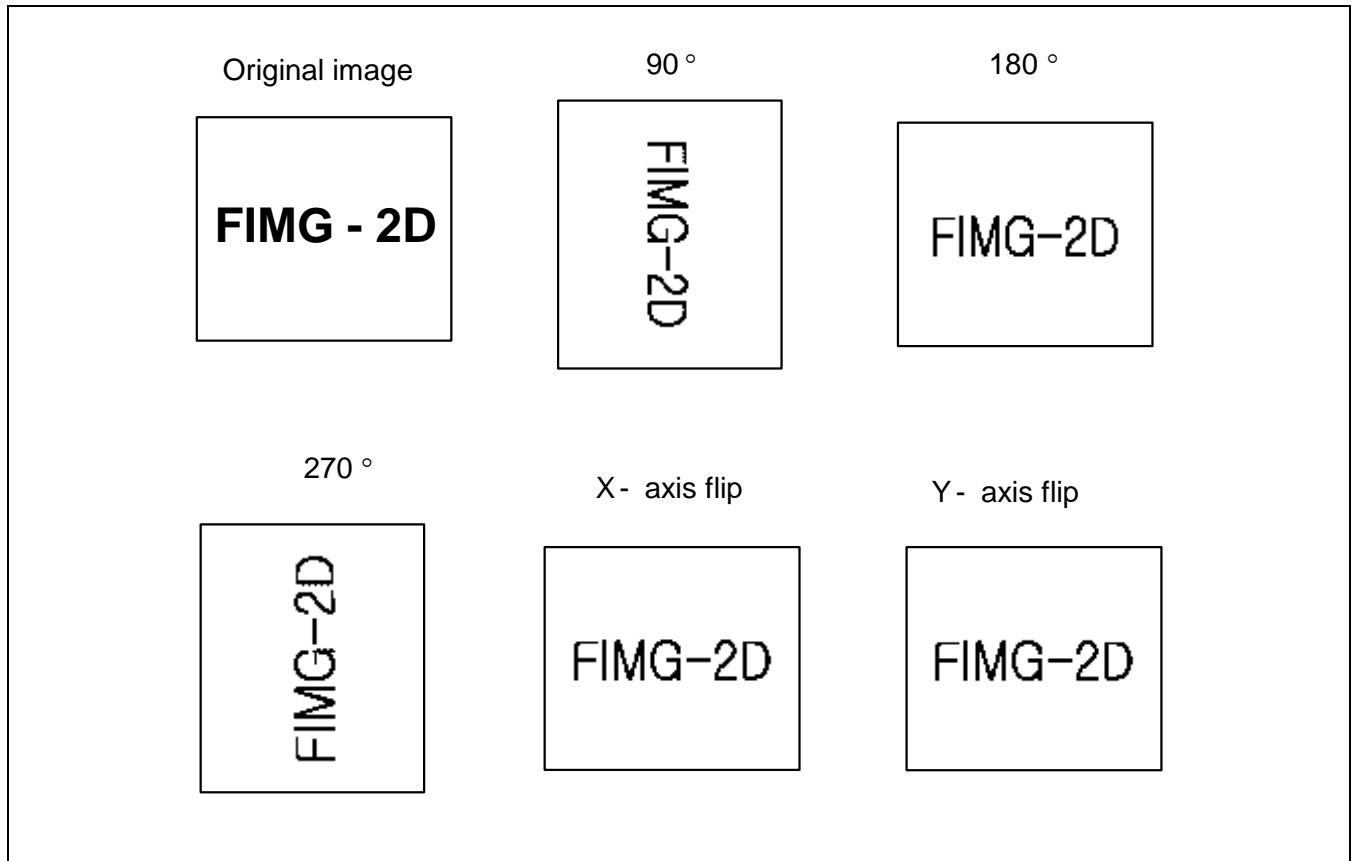 Original image
90 °
180 °
FIMG - 2D
FIMG-2D
FIMG-2D
270 °
X - axis flip
Y - axis flip
FIMG-2D
FIMG-2D
FIMG-2D